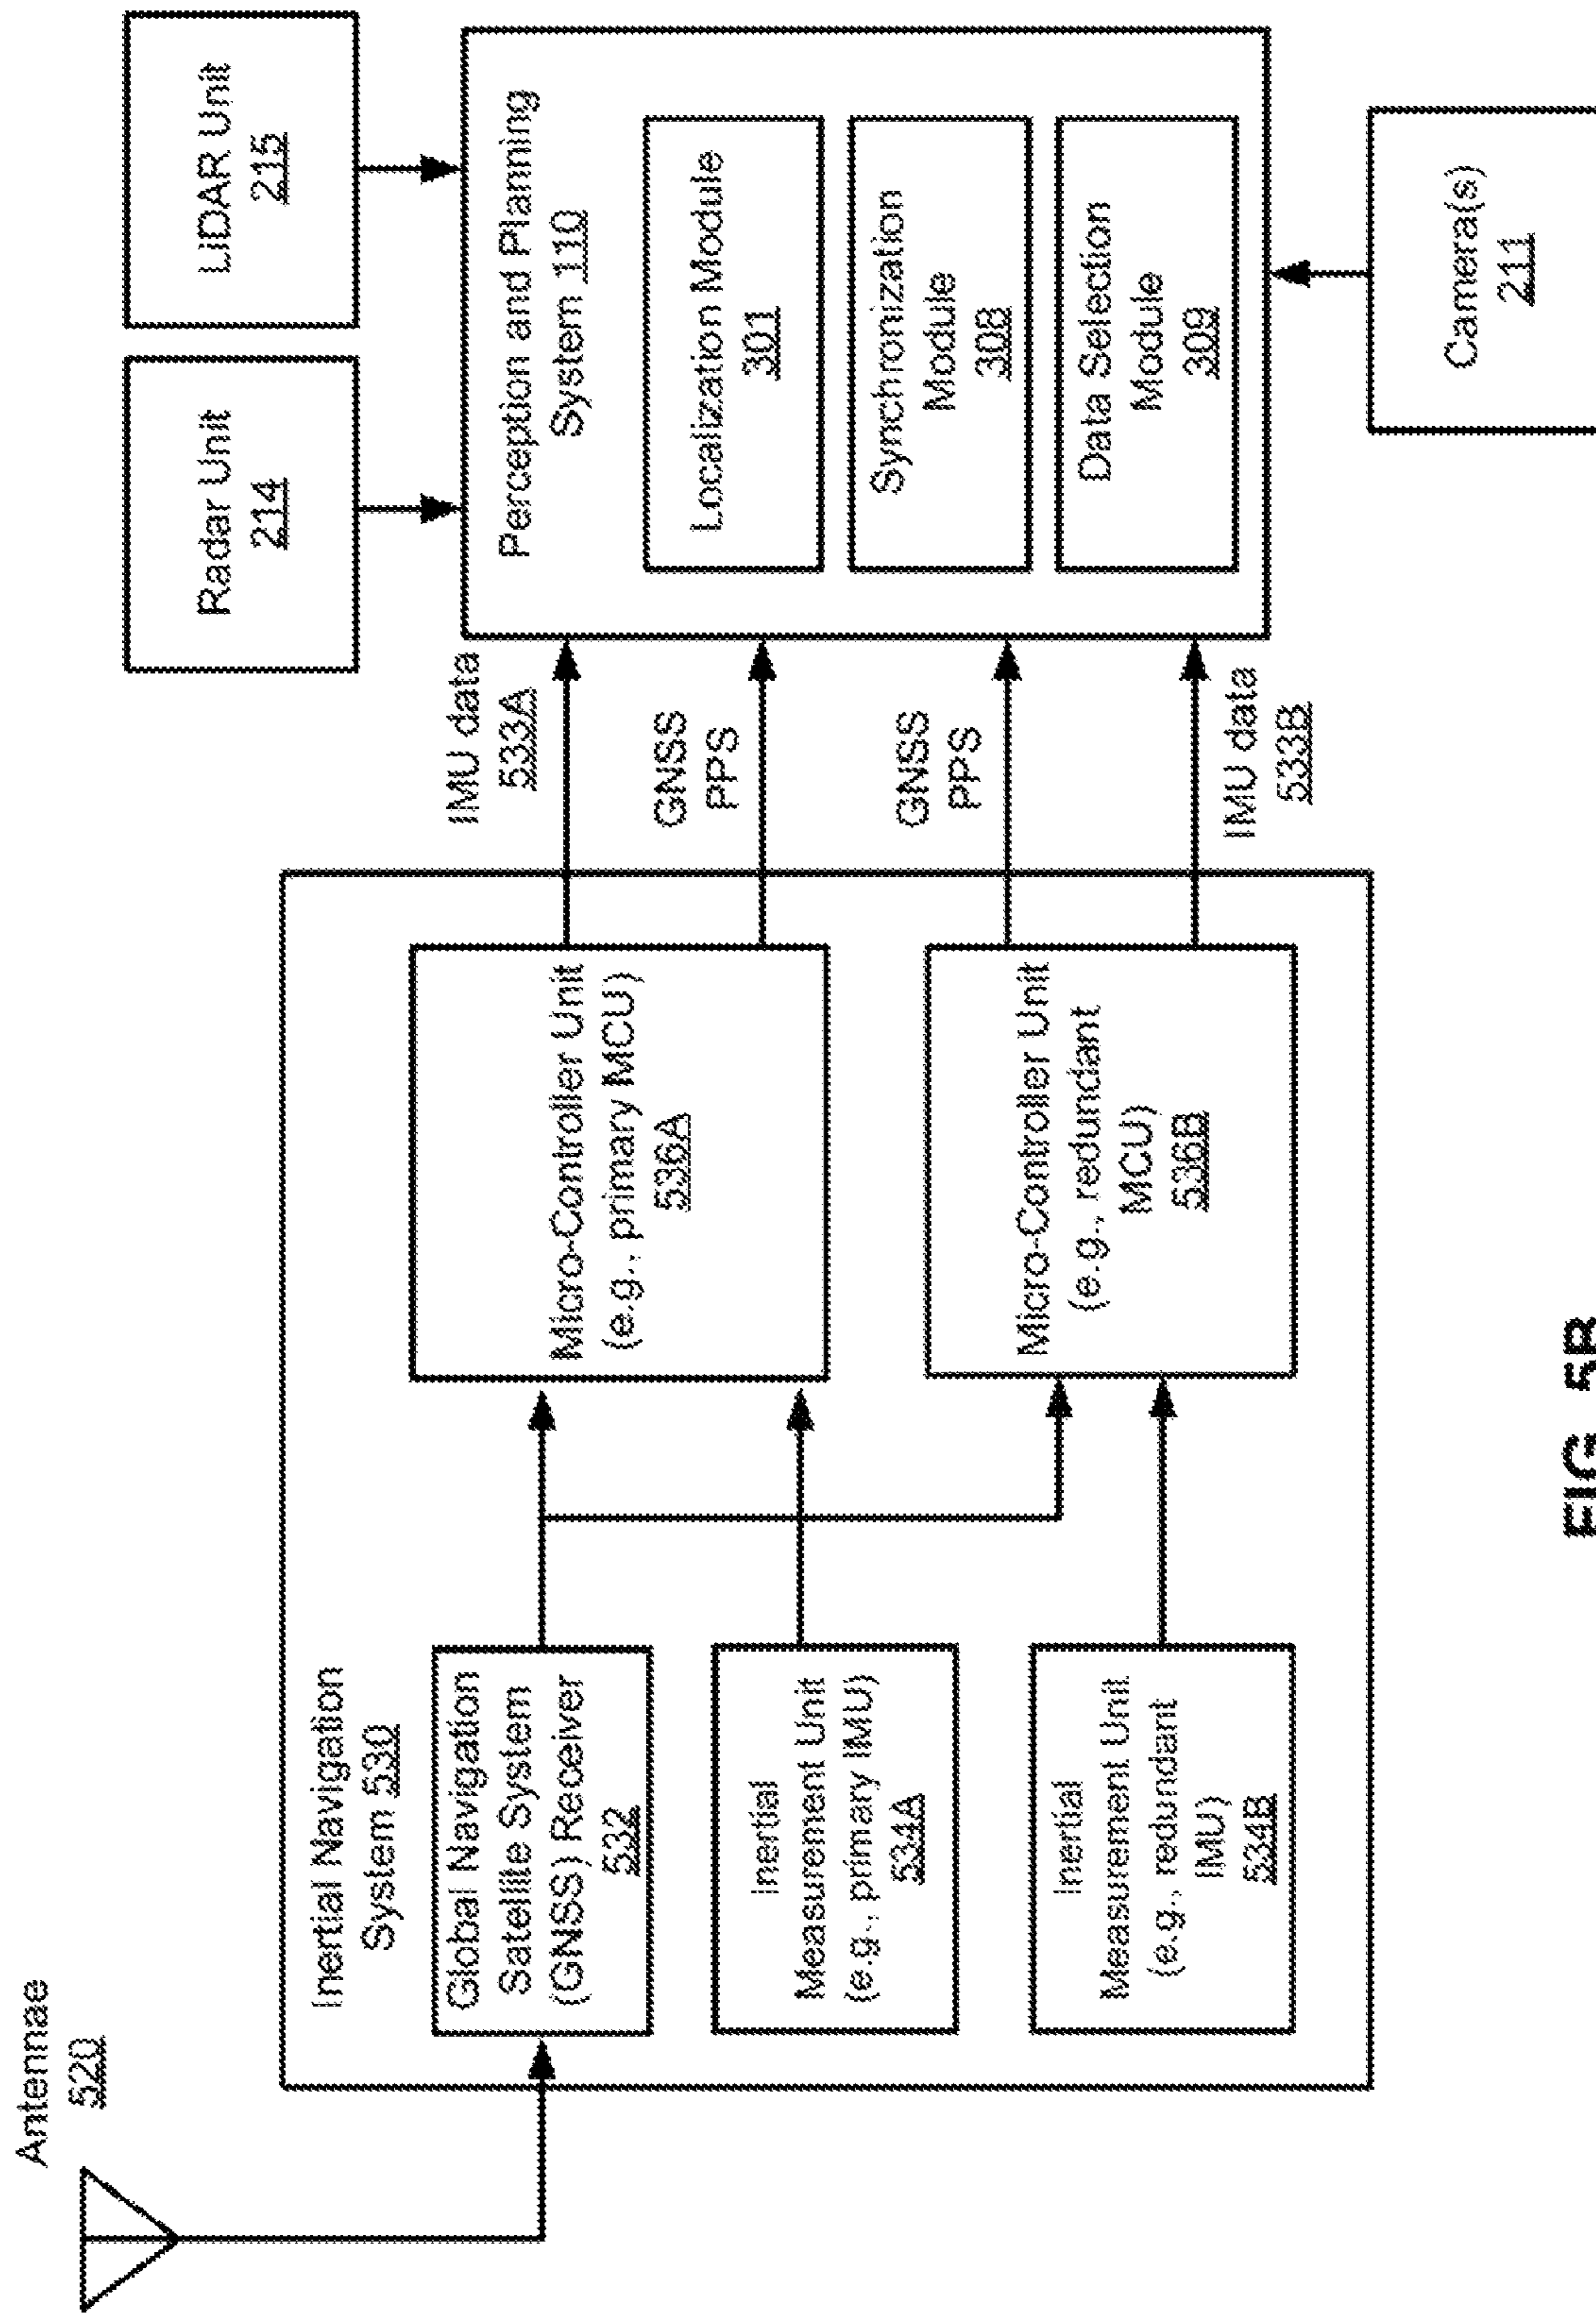 Antennae
520
Inertial Navigation
System 530
Global Navigation
Satellite System
(GNSS) Receiver
532
Inertial
Measurement Unit
(e.g., primary IMU)
534A
Inertial
Measurement Unit
(e.g., redundant
IMU)
534B
Micro-Controller Unit
(e.g., primary MCU)
536A
Micro-Controller Unit
(e.g., redundant
MCU)
536B
IMU data
533A
GNSS
PPS
GNSS
PPS
IMU data
533B
Radar Unit
214
LiDAR Unit
215
Perception and Planning
System 110
Localization Module
301
Synchronization
Module
308
Data Selection
Module
309
Camera(s)
211
FIG. 5B